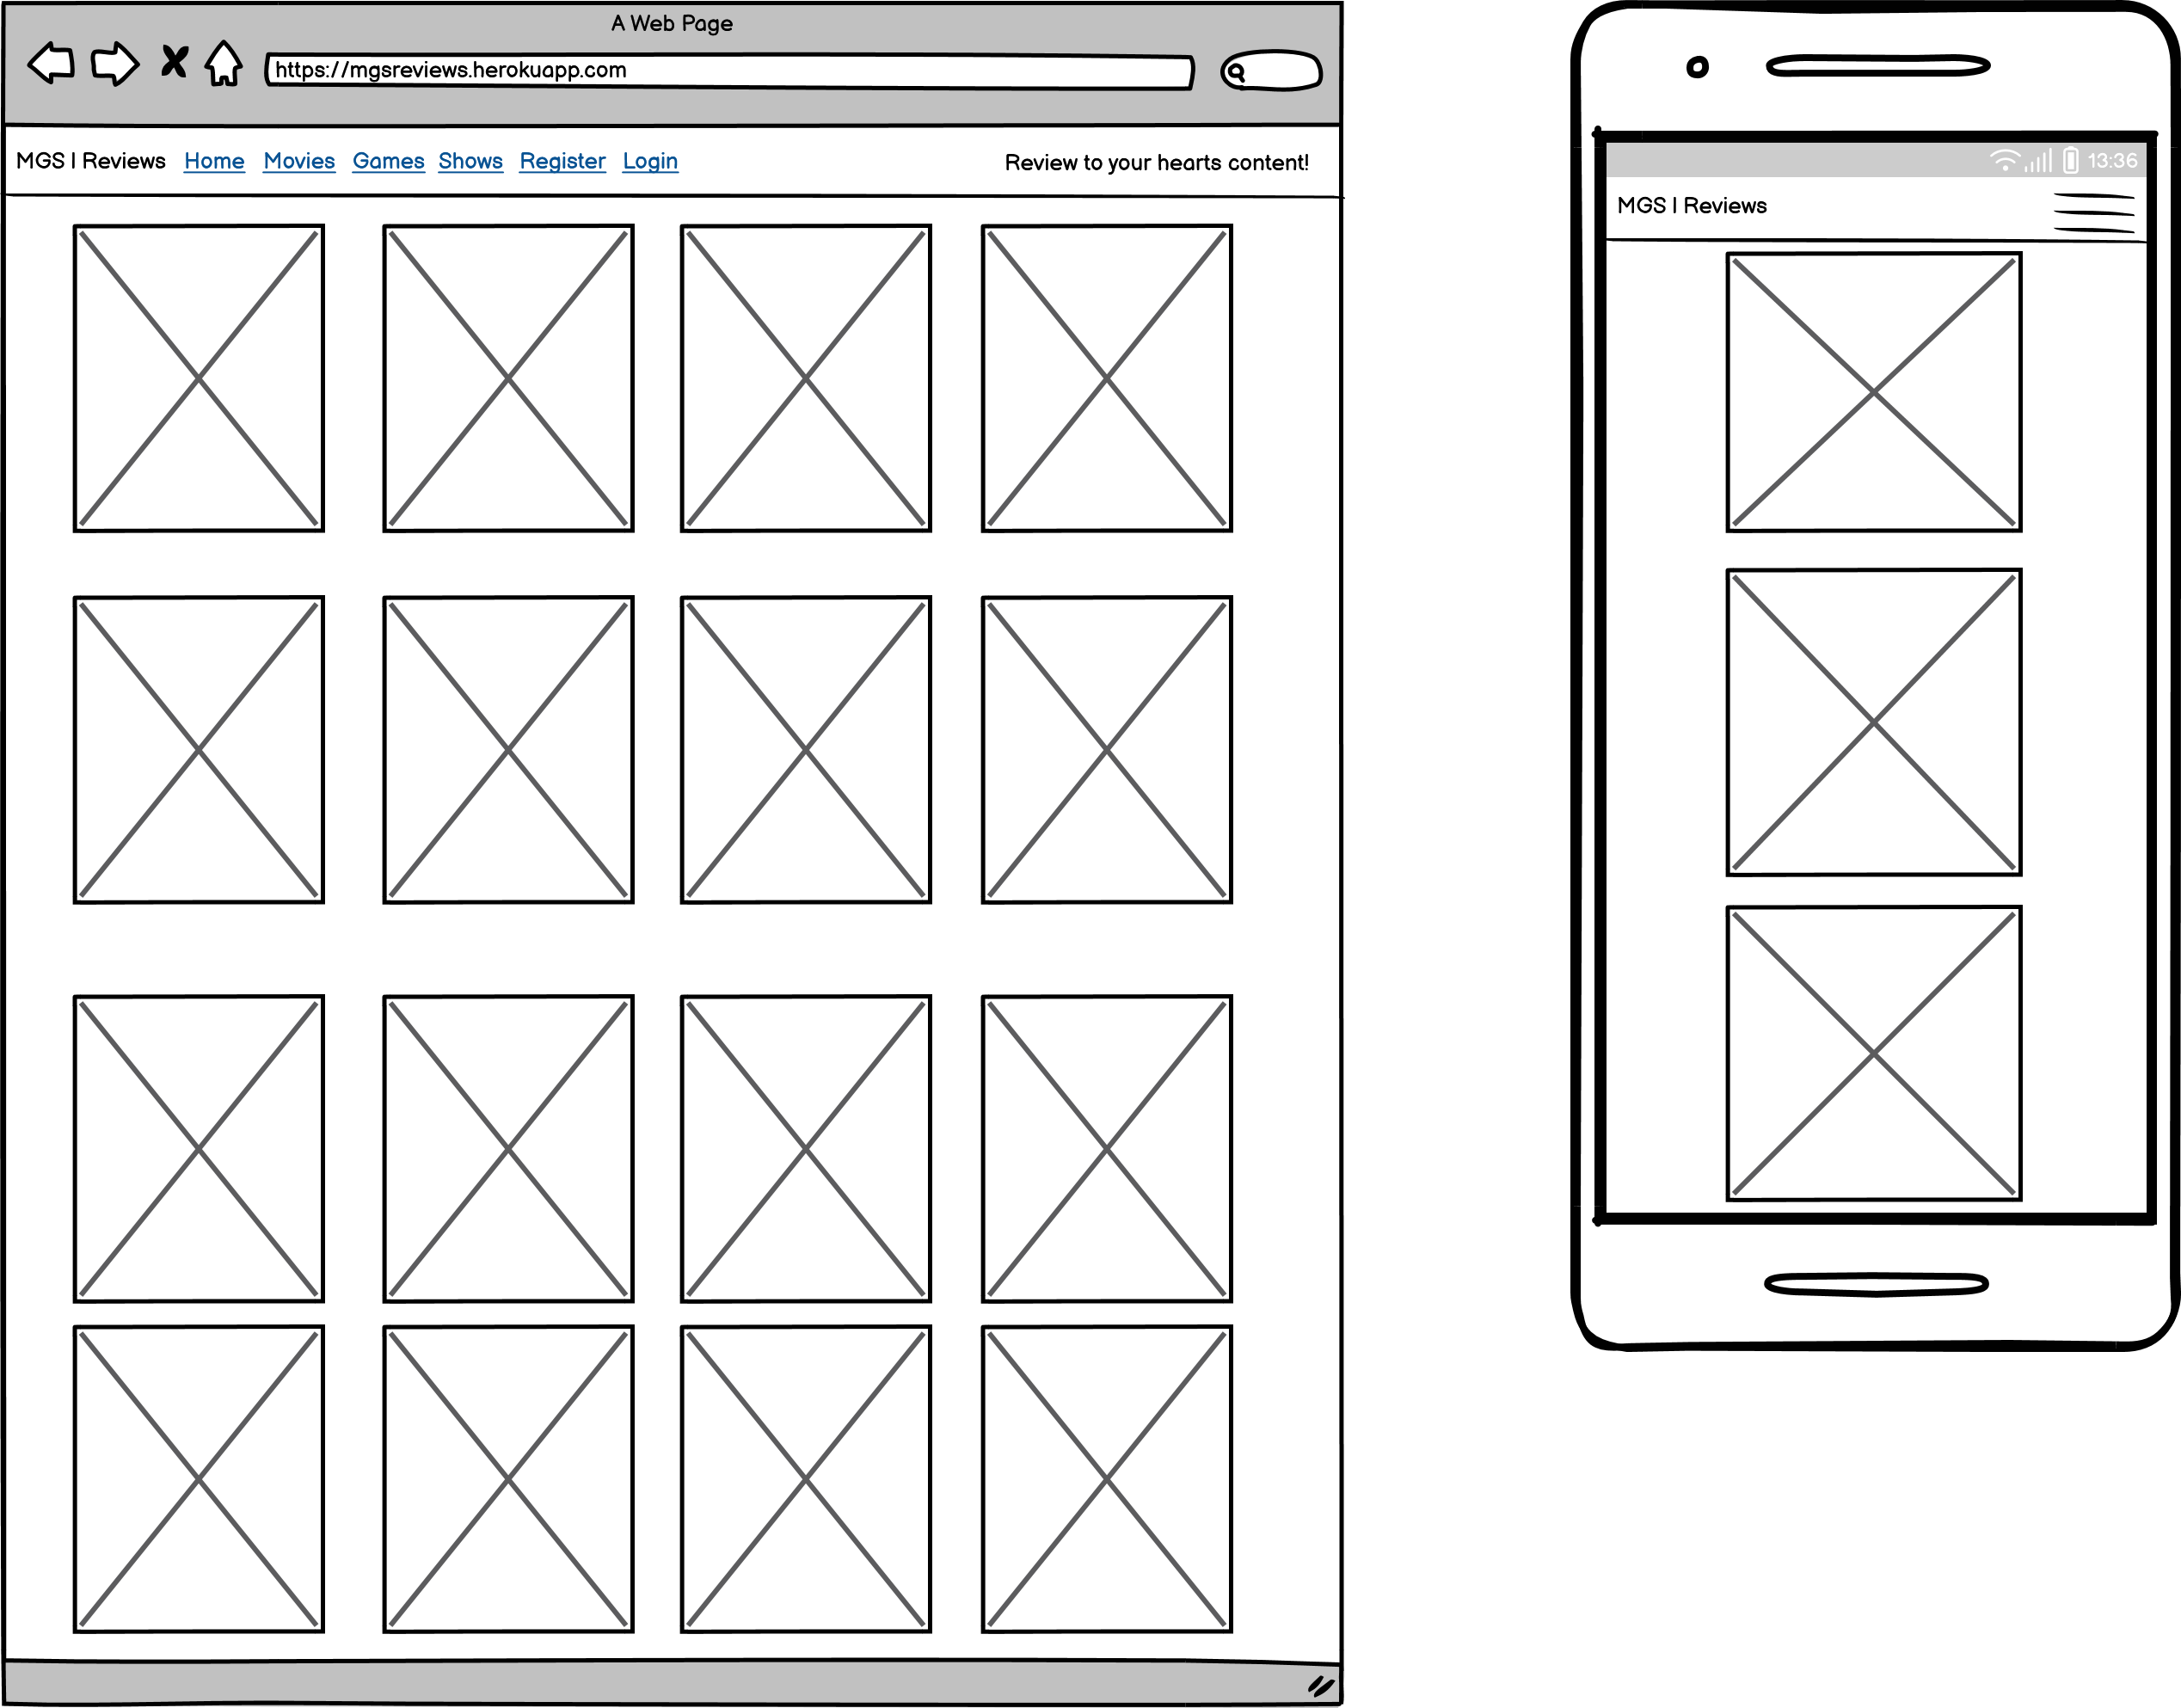 A Web Page
https://mgsreviews.herokuapp.com
MGS | Reviews Home Movies Games Shows Register Login Review to your hearts content!
13:36
MGS | Reviews